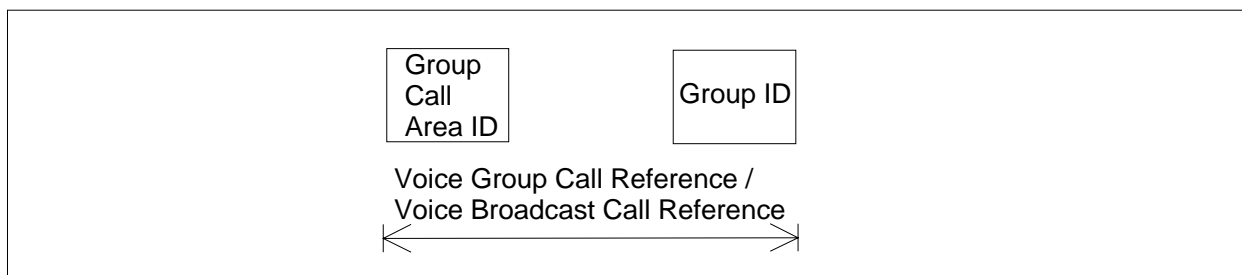 Group
Call
Area ID
Group ID
Voice Group Call Reference /
Voice Broadcast Call Reference